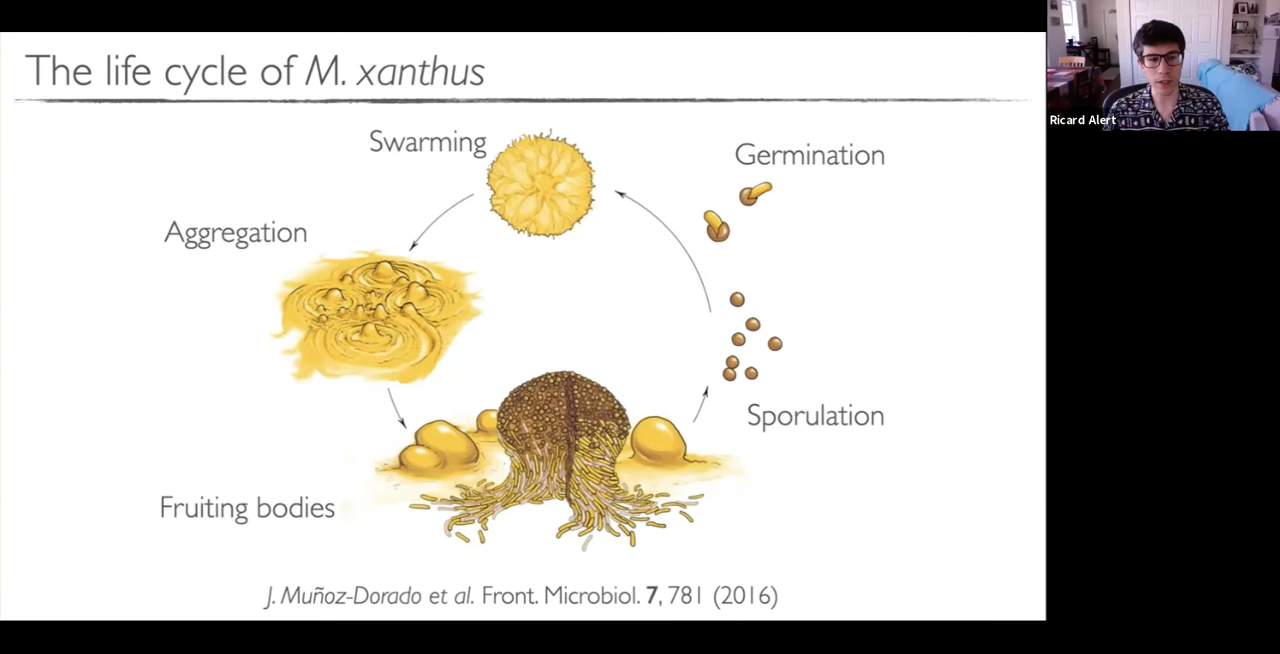 The life cycle of M. xanthus
Ricard Alert
Swarming
Germination
Aggregation
Sporulation
Fruiting bodies
J. Muñoz-Dorado et al. Front. Microbiol. 7, 781 (2016)